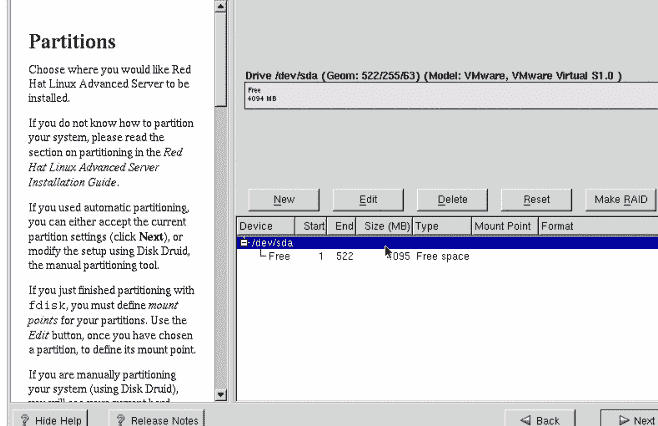 Partitions
Choose where you would like Red
Hat Linux Advanced Server to be
installed.
If you do not know how to partition
your system, please read the
section on partitioning in the Red
Hat Linux Advanced Server
Installation Guide.
If you used automatic partitioning,
you can either accept the current
partition settings (click Next), or
modify the setup using Disk Druid,
the manual partitioning tool.
If you just finished partitioning with
fdisk, you must define mount
points for your partitions. Use the
Edit button, once you have chosen
a partition, to define its mount point.
If you are manually partitioning
your system (using Disk Druid),
you will see your current hard
Drive /dev/sda (Geom: 522/255/63) (Model: VMware, VMware Virtual S1.0 )
Free
4094 MB
New Edit Delete Reset Make RAID
Device Start End Size (MB) Type Mount Point Format
/dev/sda
Free 1 522 4095 Free space
Hide Help Release Notes Back Next